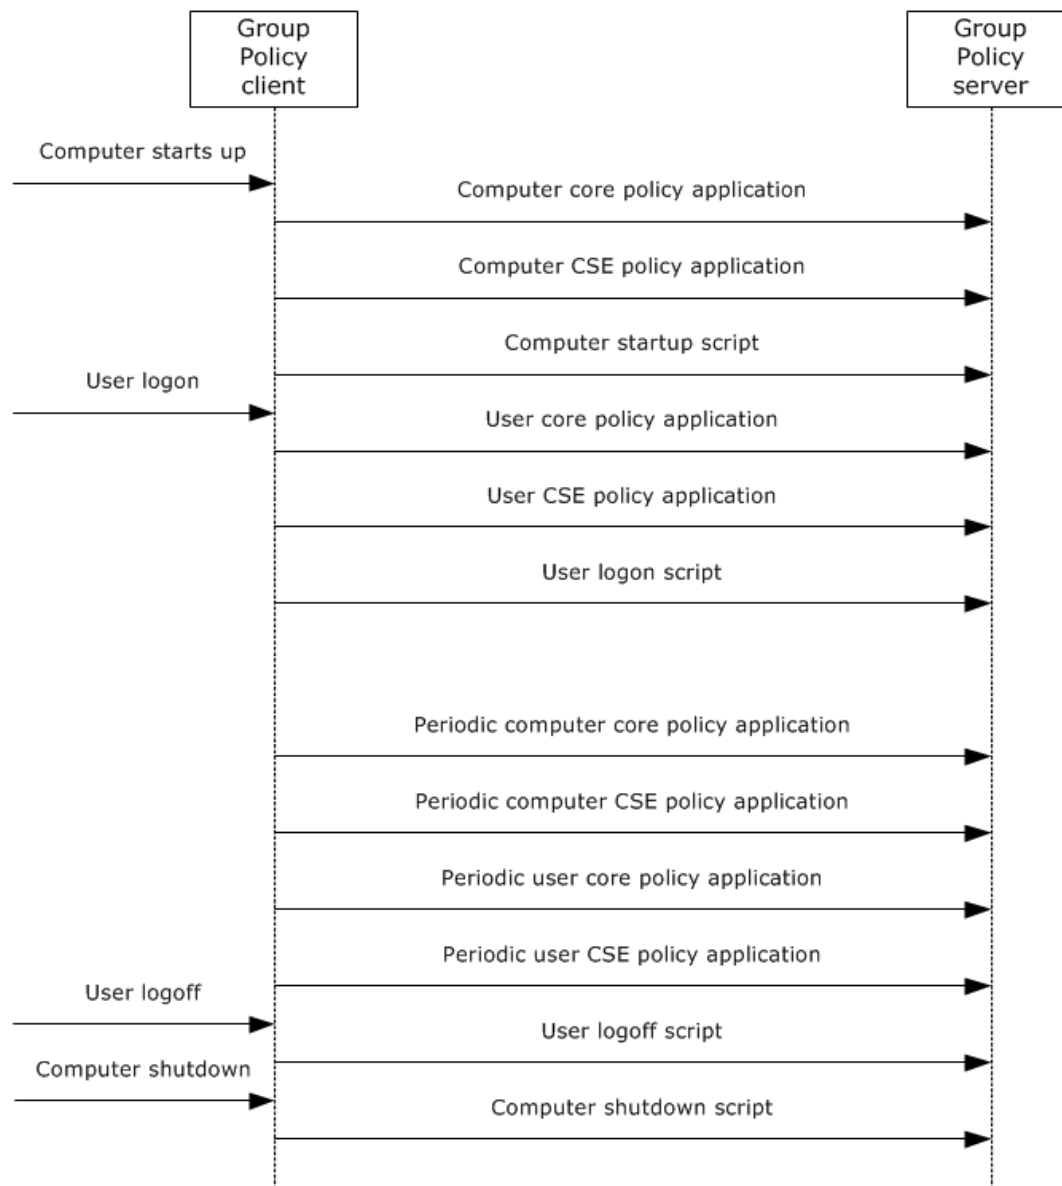 Group
Policy
client
Group
Policy
server
Computer starts up
Computer core policy application
Computer CSE policy application
Computer startup script
User logon
User core policy application
User CSE policy application
User logon script
Periodic computer core policy application
Periodic computer CSE policy application
Periodic user core policy application
Periodic user CSE policy application
User logoff
User logoff script
Computer shutdown
Computer shutdown script